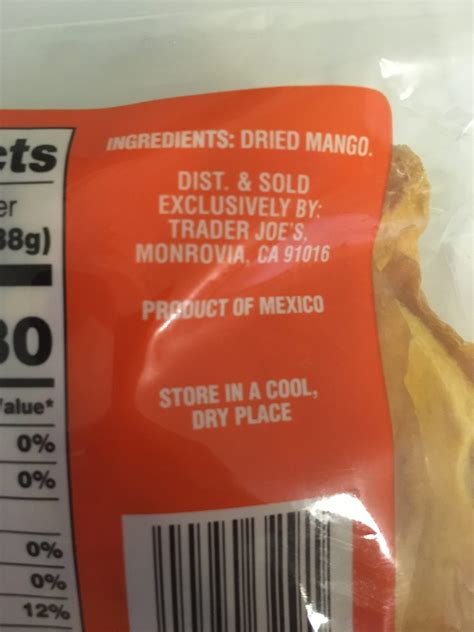 INGREDIENTS: DRIED MANGO.
DIST. & SOLD
EXCLUSIVELY BY:
TRADER JOE'S,
MONROVIA, CA 91016
PRODUCT OF MEXICO
STORE IN A COOL,
DRY PLACE
cts
er
38g)
30
Value*
0%
0%
0%
0%
12%